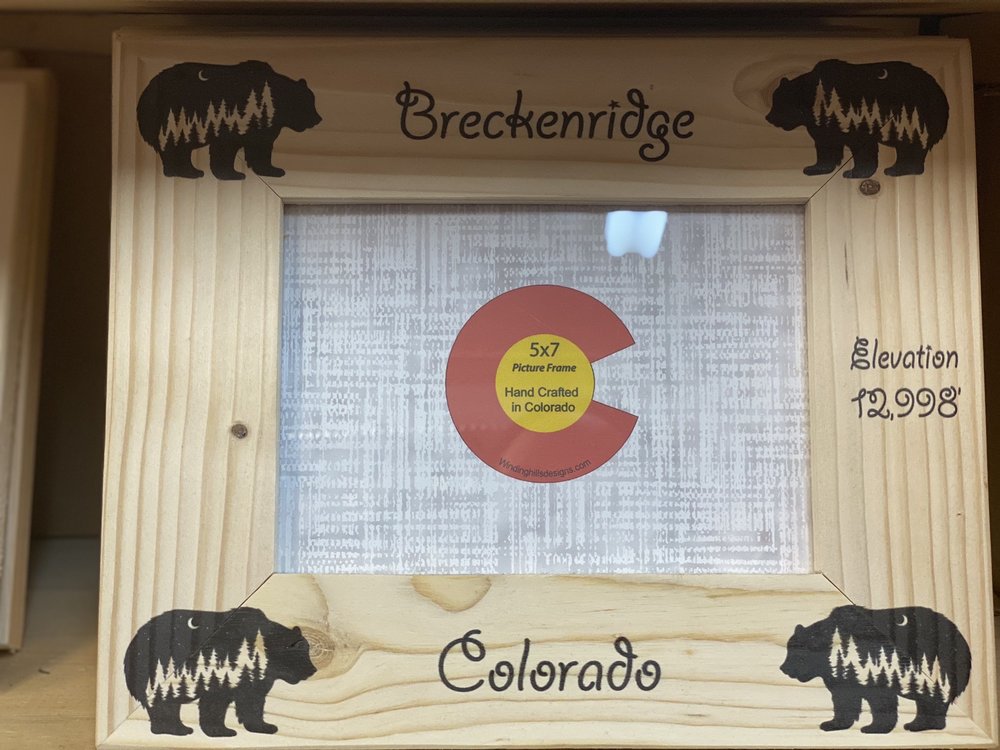 Breckenridge
5x7
Picture Frame
Hand Crafted
in Colorado
Windinghillsdesigns.com
Elevation
12,998'
Colorado